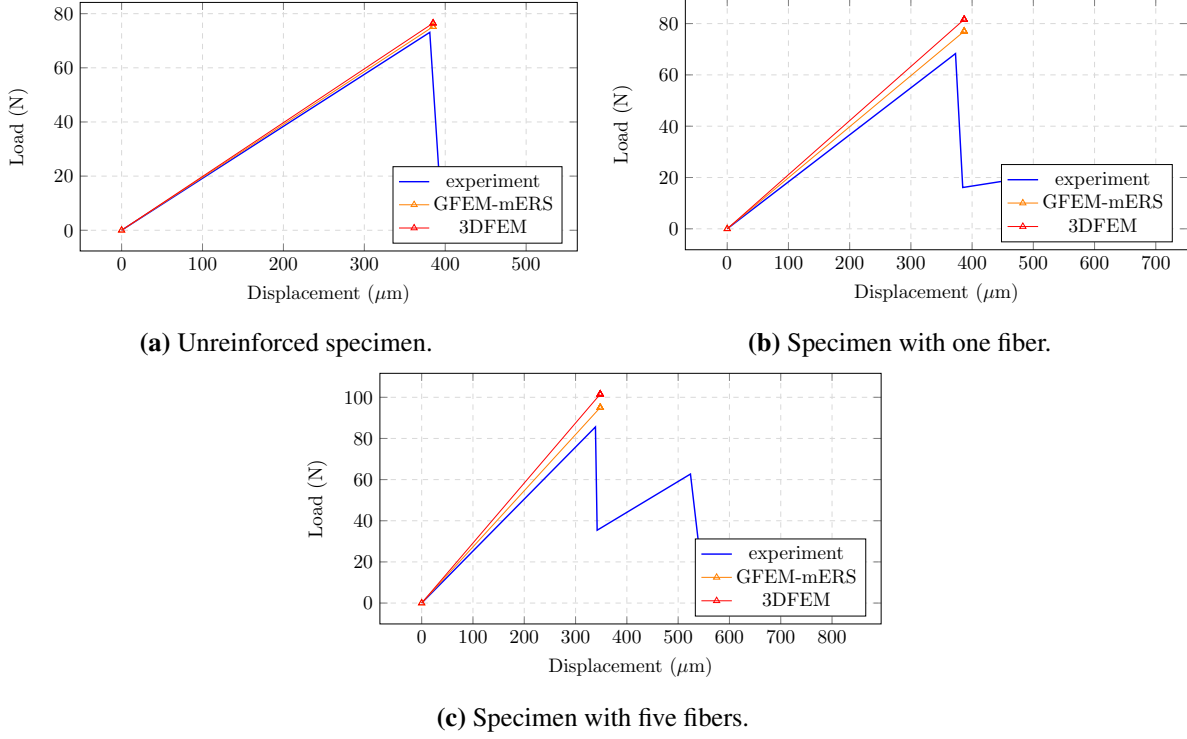 80
60
40
20
0
Load (N)
experiment
GFEM-mERS
3DFEM
0 100 200 300 400 500
Displacement (μm)
(a) Unreinforced specimen.
80
60
40
20
0
Load (N)
experiment
GFEM-mERS
3DFEM
0 100 200 300 400 500 600 700
Displacement (μm)
(b) Specimen with one fiber.
100
80
60
40
20
0
Load (N)
experiment
GFEM-mERS
3DFEM
0 100 200 300 400 500 600 700 800
Displacement (μm)
(c) Specimen with five fibers.